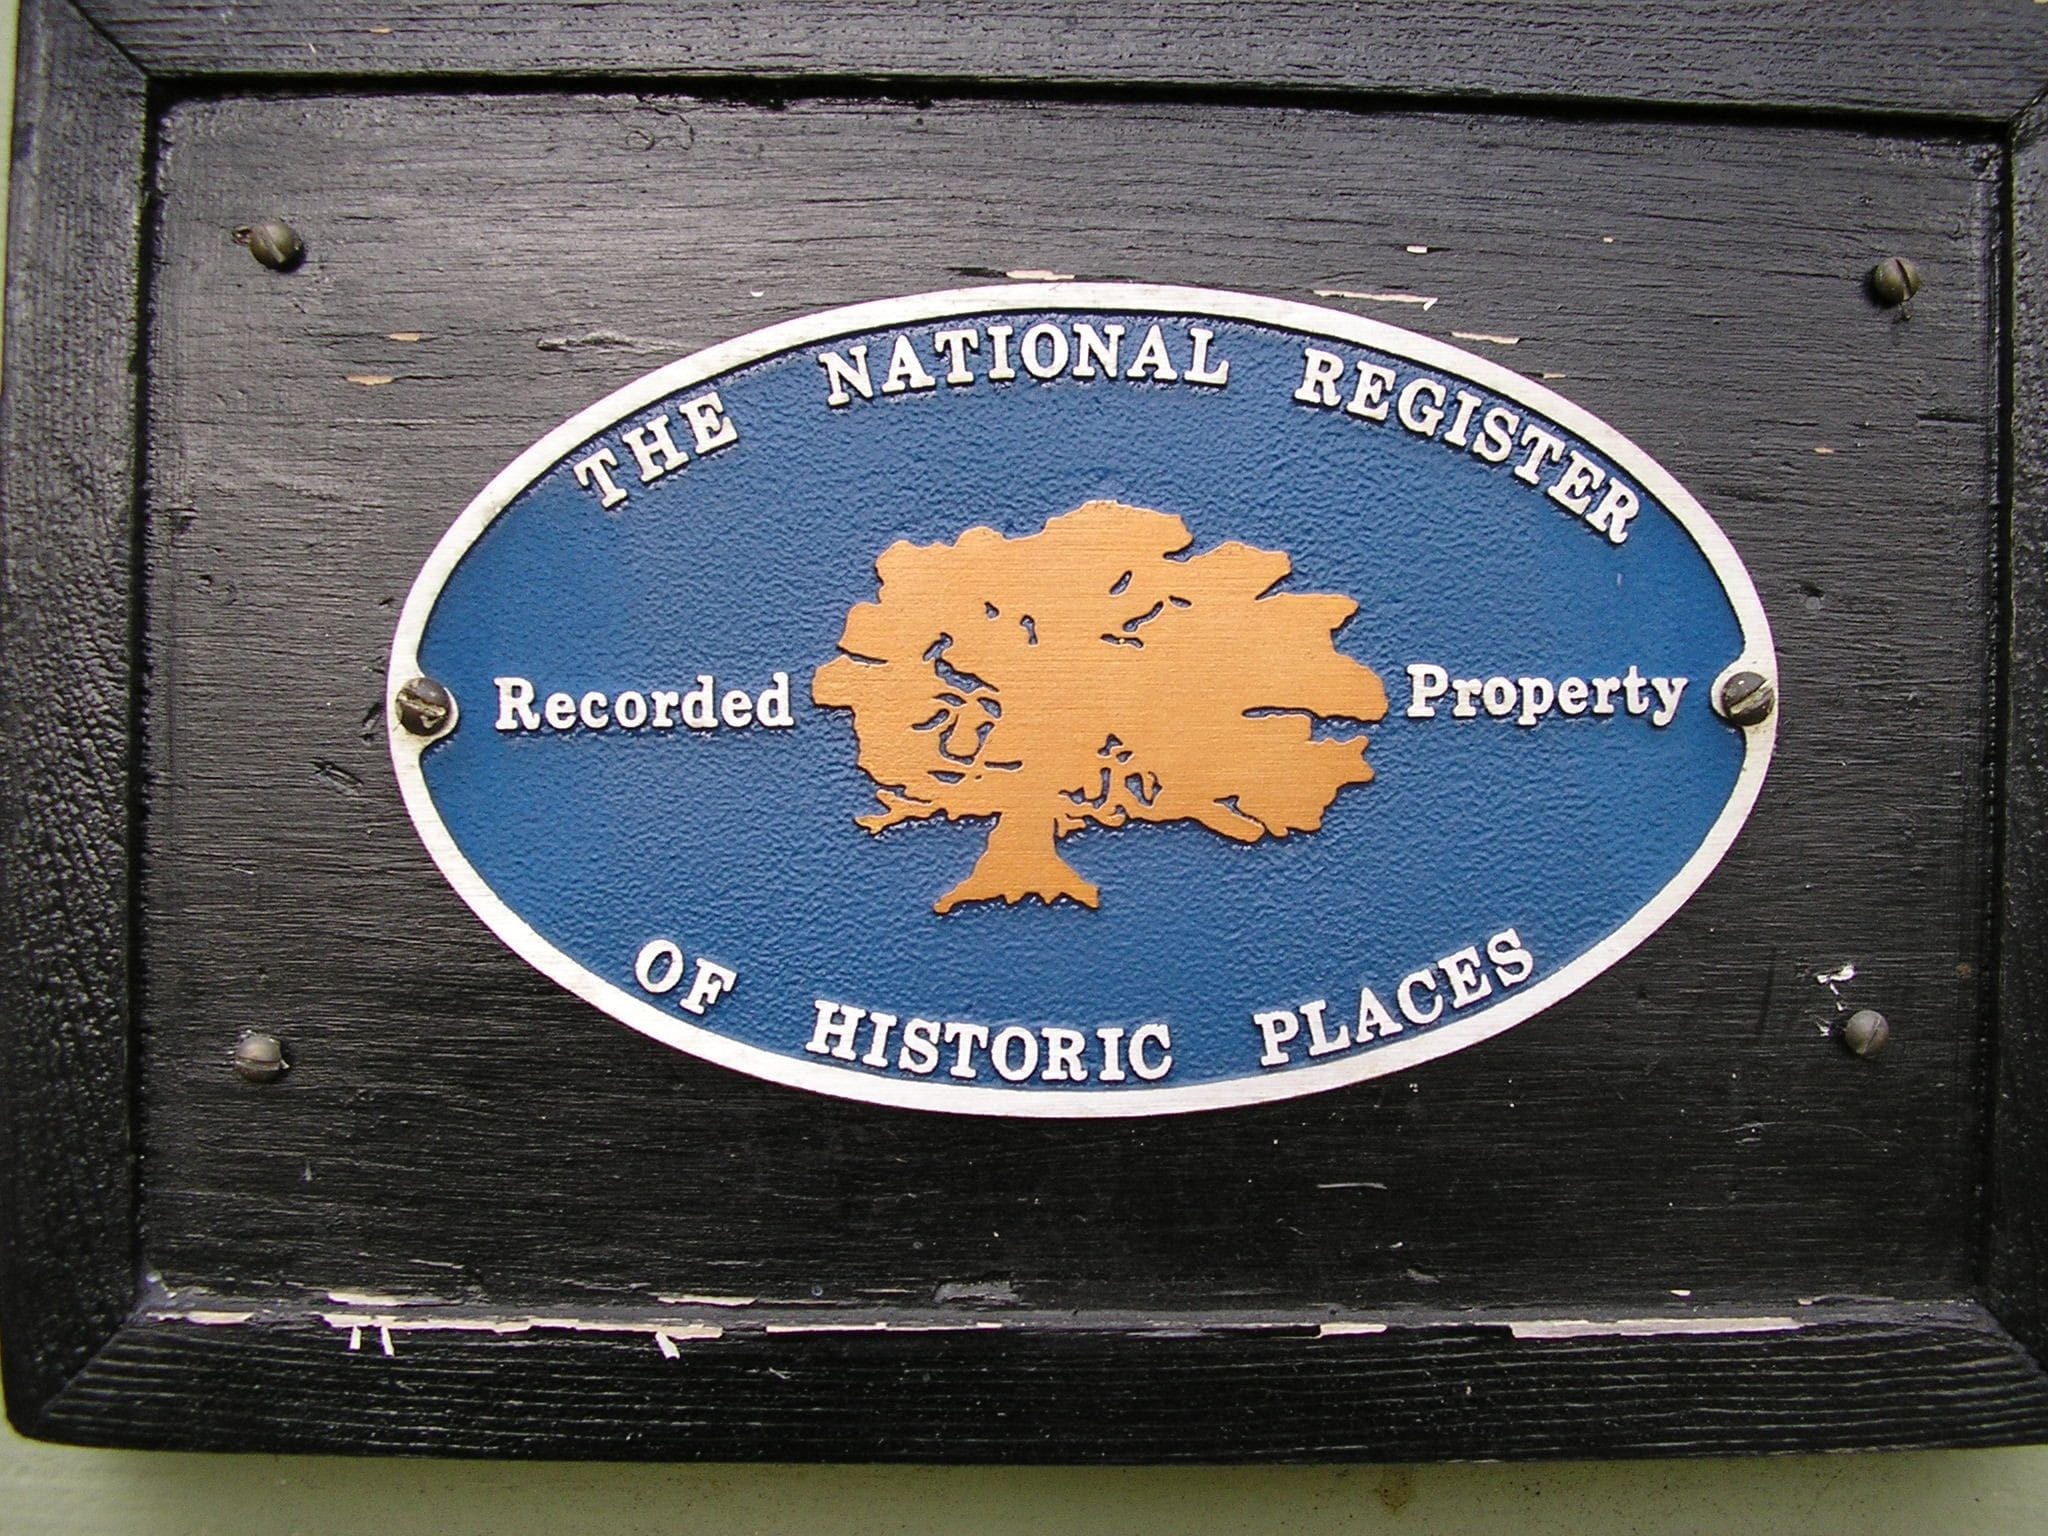 THE NATIONAL REGISTER
Recorded Property
OF HISTORIC PLACES